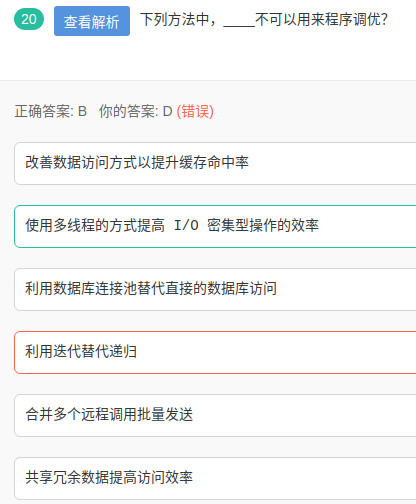 20 查看解析 下列方法中，____不可以用来程序调优?
正确答案: B 你的答案: D (错误)
改善数据访问方式以提升缓存命中率
使用多线程的方式提高 I/O 密集型操作的效率
利用数据库连接池替代直接的数据库访问
利用迭代替代递归
合并多个远程调用批量发送
共享冗余数据提高访问效率